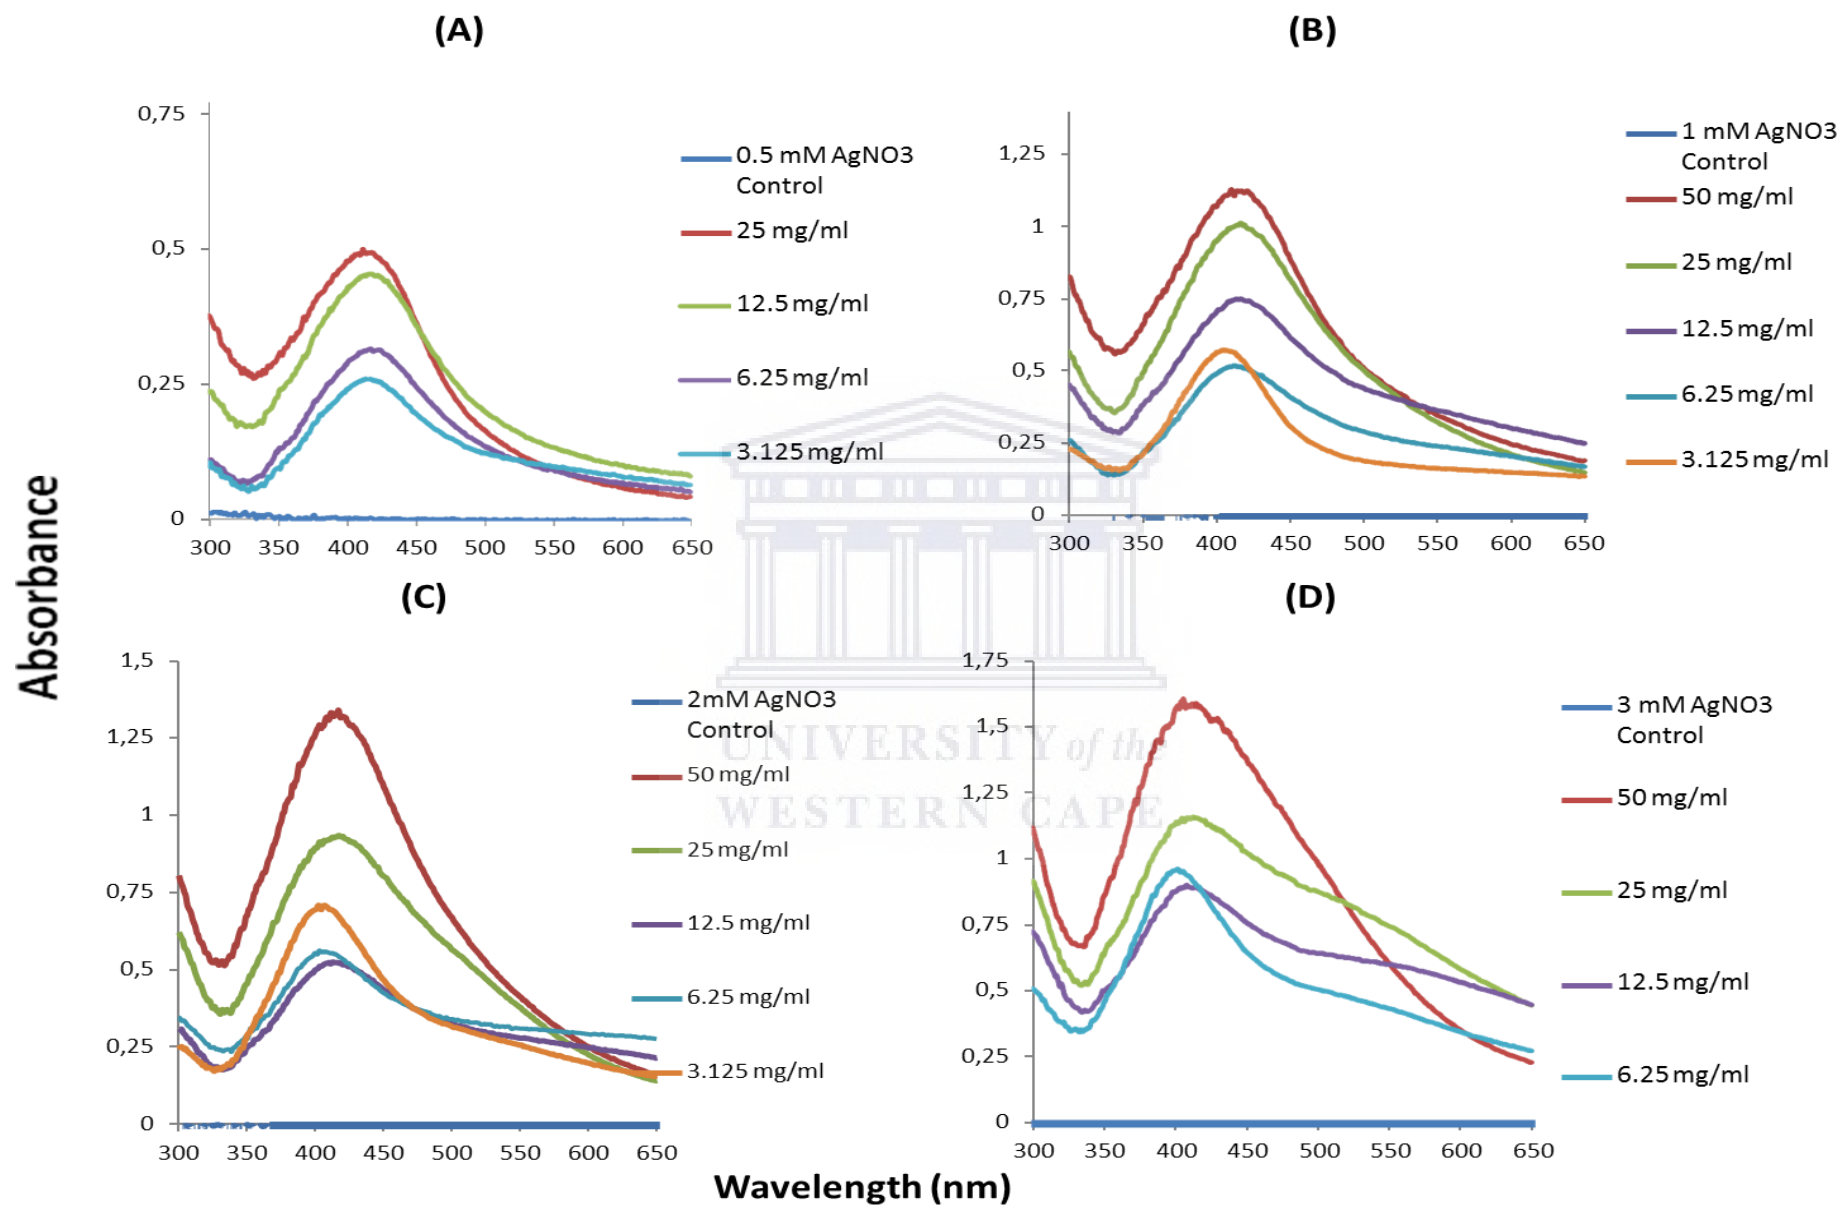 (A)
0,75
0,5
0,25
0
300 350 400 450 500 550 600 650
0.5 mM AgNO3
Control
25 mg/ml
12.5 mg/ml
6.25 mg/ml
3.125 mg/ml
(B)
1,25
1
0,75
0,5
0,25
0
300 350 400 450 500 550 600 650
1 mM AgNO3
Control
50 mg/ml
25 mg/ml
12.5 mg/ml
6.25 mg/ml
3.125 mg/ml
Absorbance
(C)
1,5
1,25
1
0,75
0,5
0,25
0
300 350 400 450 500 550 600 650
2mM AgNO3
Control
50 mg/ml
25 mg/ml
12.5 mg/ml
6.25 mg/ml
3.125 mg/ml
(D)
1,75
1,5
1,25
1
0,75
0,5
0,25
0
300 350 400 450 500 550 600 650
3 mM AgNO3
Control
50 mg/ml
25 mg/ml
12.5 mg/ml
6.25 mg/ml
UNIVERSITY of the
WESTERN CAPE
Wavelength (nm)